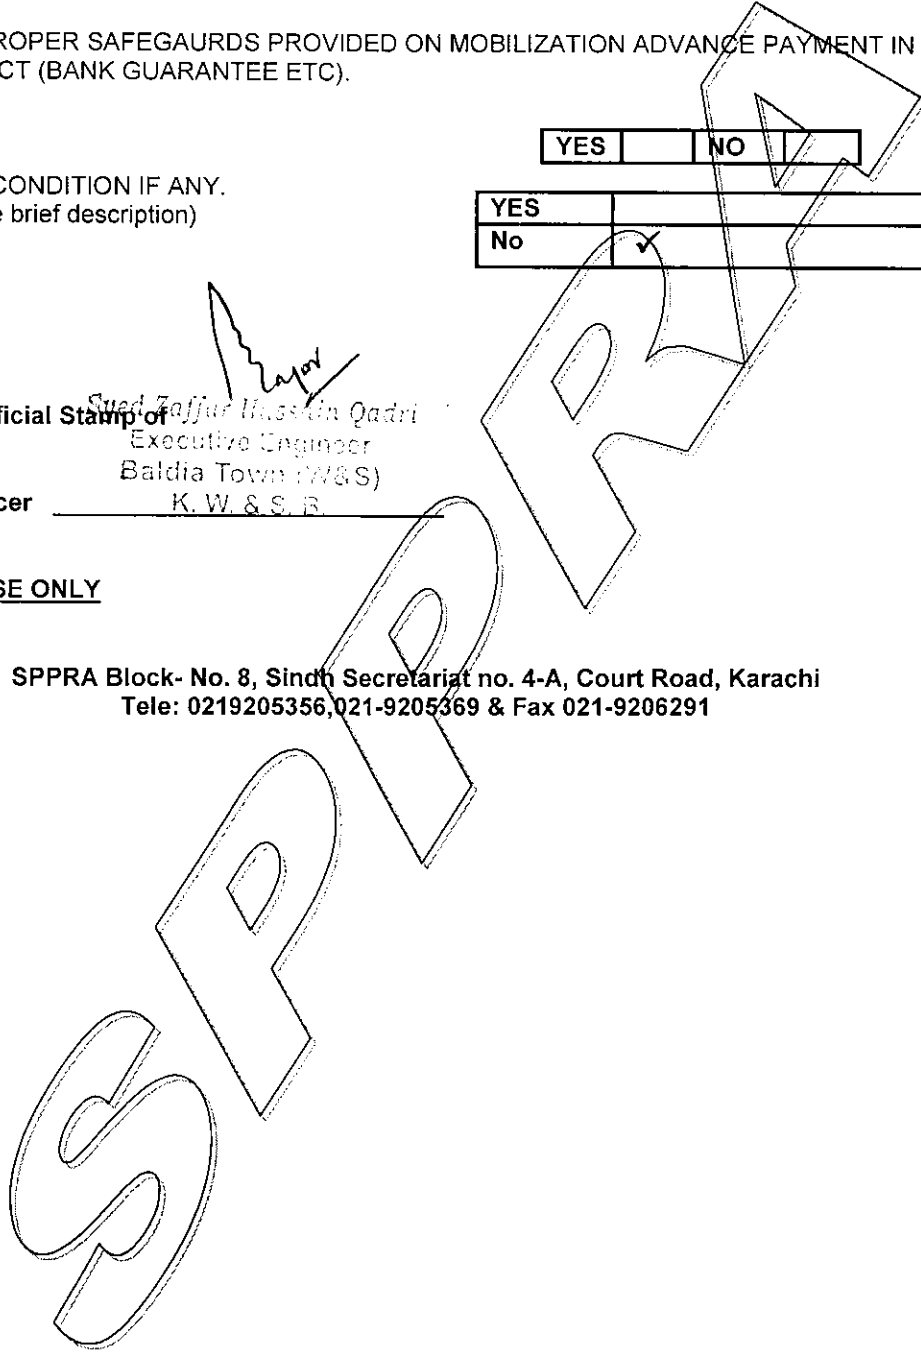 ROPER SAFEGAURDS PROVIDED ON MOBILIZATION ADVANCE PAYMENT IN
CT (BANK GUARANTEE ETC).
YES NO
CONDITION IF ANY.
e brief description)
YES
No ✓
ficial Stamp of
Syed Zaffur Hussain Qadri
Executive Engineer
Baldia Town (W&S)
cer K. W. & S. B.
SE ONLY
SPPRA Block- No. 8, Sindh Secretariat no. 4-A, Court Road, Karachi
Tele: 0219205356,021-9205369 & Fax 021-9206291
SPPRA